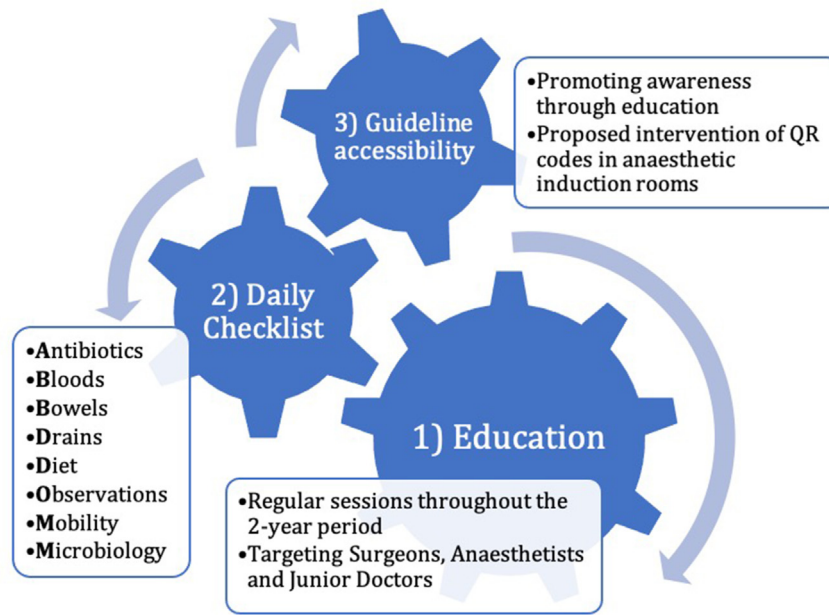 3) Guideline
accessibility
•Promoting awareness
through education
•Proposed intervention of QR
codes in anaesthetic
induction rooms
2) Daily
Checklist
•Antibiotics
•Bloods
•Bowels
•Drains
•Diet
•Observations
•Mobility
•Microbiology
1) Education
•Regular sessions throughout the
2-year period
•Targeting Surgeons, Anaesthetists
and Junior Doctors